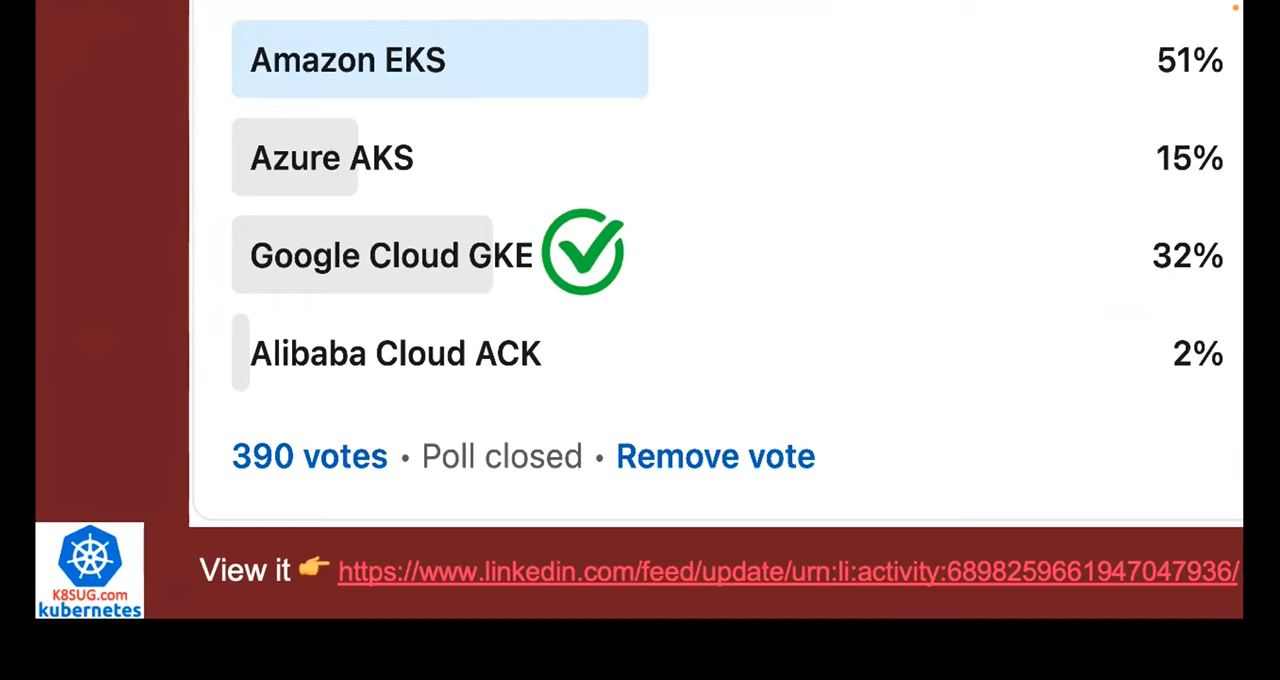 Amazon EKS 51%
Azure AKS 15%
Google Cloud GKE 32%
Alibaba Cloud ACK 2%
390 votes • Poll closed • Remove vote
K8SUG.com
kubernetes
View it 👉 https://www.linkedin.com/feed/update/urn:li:activity:6898259661947047936/